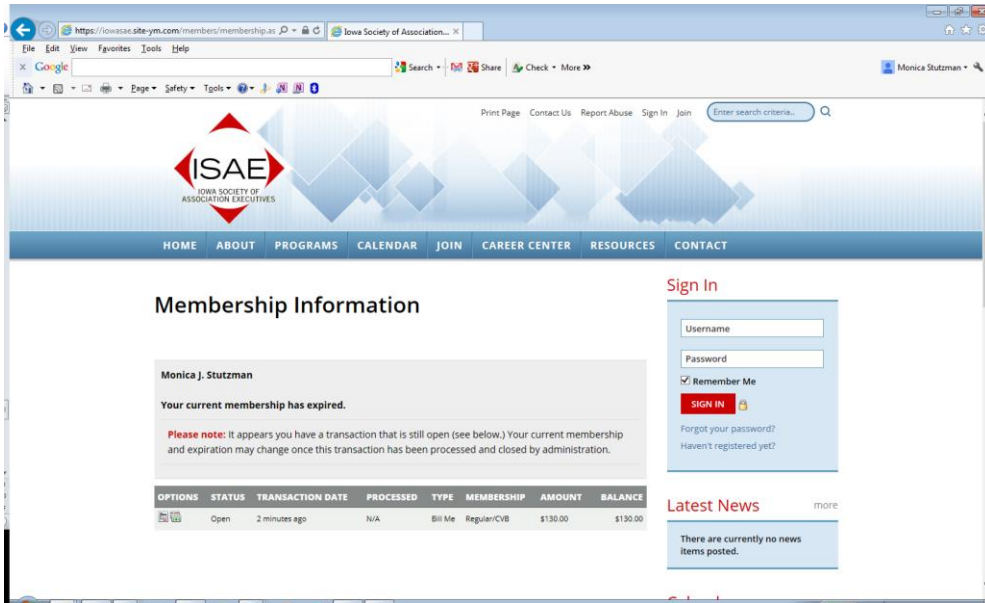 https://iowasae.site-ym.com/members/membership.as
Iowa Society of Association...
File Edit View Favorites Tools Help
x Google Search Share Check More » Monica Stutzman
Page Safety Tools
Print Page Contact Us Report Abuse Sign In Join Enter search criteria...
ISAE
IOWA SOCIETY OF
ASSOCIATION EXECUTIVES
HOME ABOUT PROGRAMS CALENDAR JOIN CAREER CENTER RESOURCES CONTACT
Membership Information
Monica J. Stutzman
Your current membership has expired.
Please note: It appears you have a transaction that is still open (see below.) Your current membership
and expiration may change once this transaction has been processed and closed by administration.
OPTIONS STATUS TRANSACTION DATE PROCESSED TYPE MEMBERSHIP AMOUNT BALANCE
Open 2 minutes ago N/A Bill Me Regular/CVB $130.00 $130.00
Sign In
Username
Password
Remember Me
SIGN IN
Forgot your password?
Haven't registered yet?
Latest News more
There are currently no news
items posted.